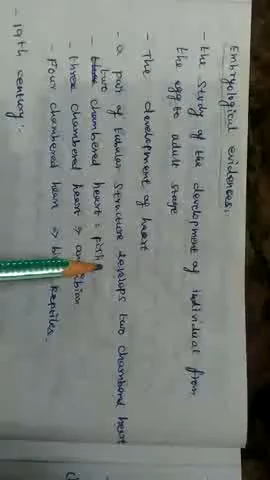 Embryological evidences:-
- the study of the development of individual from
the egg to adult stage
- The development of heart
- a pair of tubular structure develops two chambered heart
- two chambered heart = fish
- three chambered heart =>
- Four chambered heart => reptiles.
- 19th century :-